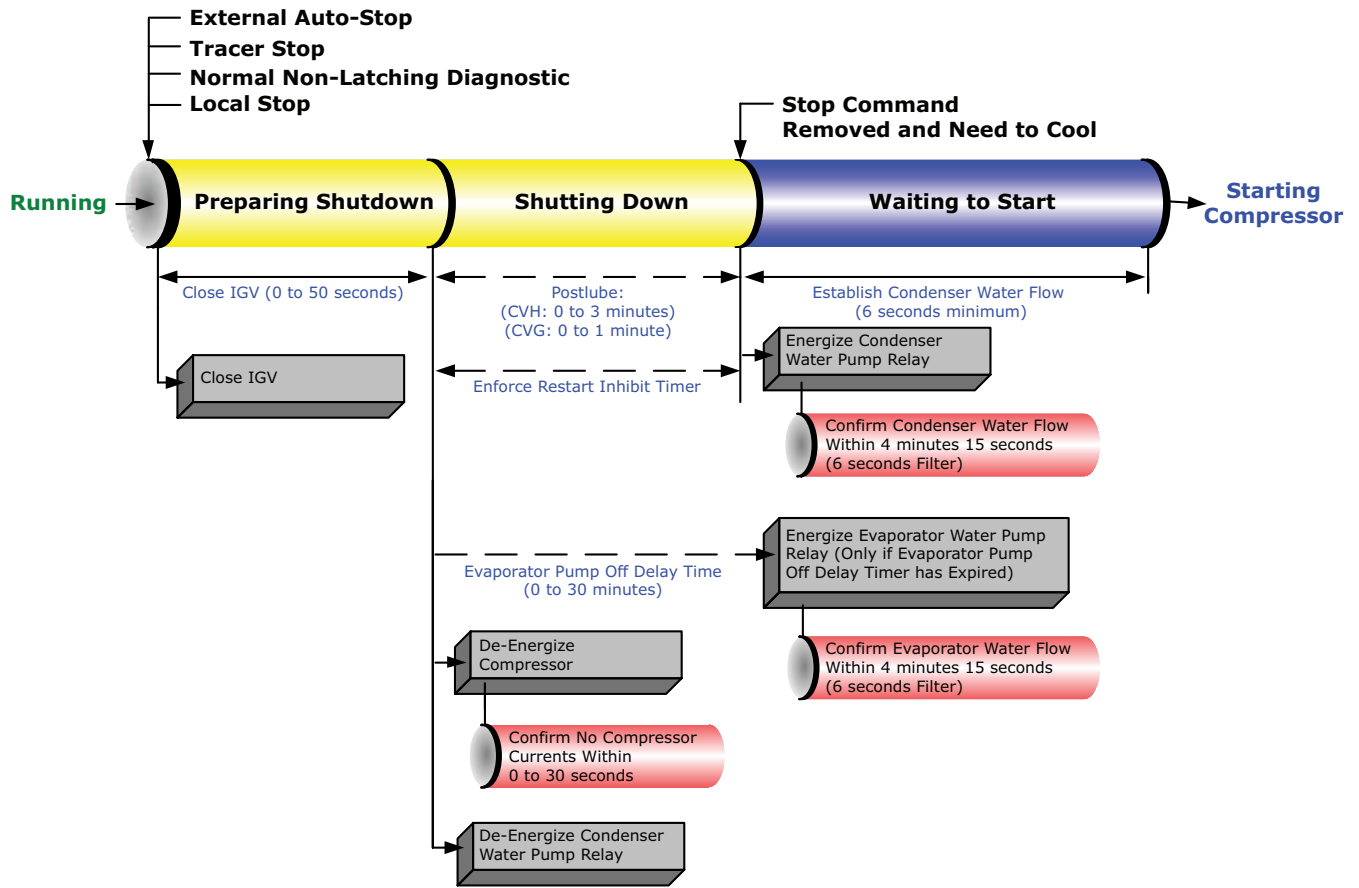 External Auto-Stop
Tracer Stop
Normal Non-Latching Diagnostic
Local Stop
Stop Command
Removed and Need to Cool
Running
Preparing Shutdown
Shutting Down
Waiting to Start
Starting
Compressor
Close IGV (0 to 50 seconds)
Postlube:
(CVH: 0 to 3 minutes)
(CVG: 0 to 1 minute)
Establish Condenser Water Flow
(6 seconds minimum)
Close IGV
Enforce Restart Inhibit Timer
Energize Condenser
Water Pump Relay
Confirm Condenser Water Flow
Within 4 minutes 15 seconds
(6 seconds Filter)
Evaporator Pump Off Delay Time
(0 to 30 minutes)
Energize Evaporator Water Pump
Relay (Only if Evaporator Pump
Off Delay Timer has Expired)
De-Energize
Compressor
Confirm Evaporator Water Flow
Within 4 minutes 15 seconds
(6 seconds Filter)
Confirm No Compressor
Currents Within
0 to 30 seconds
De-Energize Condenser
Water Pump Relay